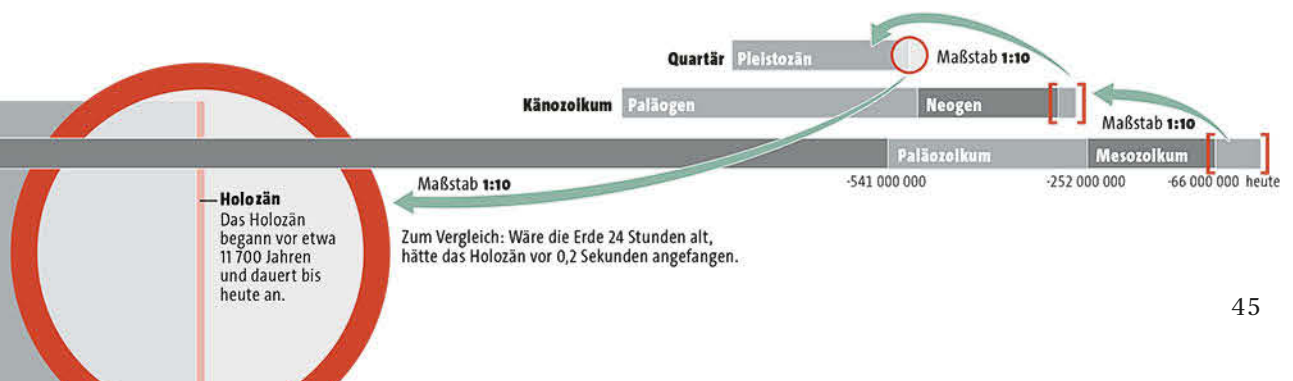 Quartär Pleistozän Maßstab 1:10
Känozoikum Paläogen Neogen
Maßstab 1:10
Paläozoikum Mesozoikum
-541 000 000 -252 000 000 -66 000 000 heute
Maßstab 1:10
Holozän
Das Holozän
begann vor etwa
11 700 Jahren
und dauert bis
heute an.
Zum Vergleich: Wäre die Erde 24 Stunden alt,
hätte das Holozän vor 0,2 Sekunden angefangen.
45